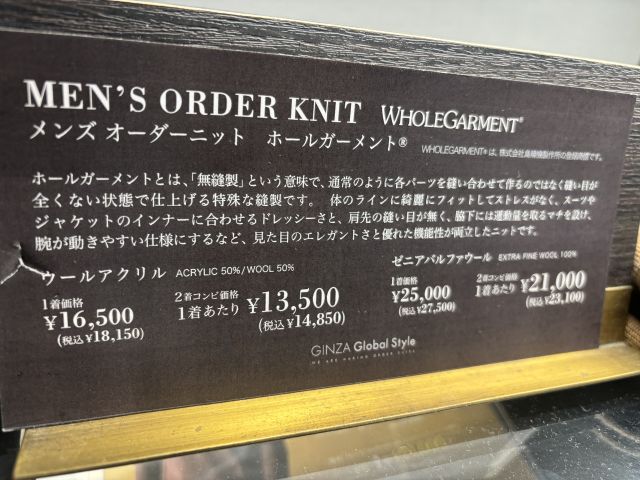 MEN'S ORDER KNIT WHOLEGARMENT®
メンズ オーダーニット ホールガーメント®
WHOLEGARMENT®は、株式会社島精機製作所の登録商標です。
ホールガーメントとは、「無縫製」という意味で、通常のように各パーツを縫い合わせて作るのではなく縫い目が
全くない状態で仕上げる特殊な縫製です。 体のラインに綺麗にフィットしてストレスがなく、スーツや
ジャケットのインナーに合わせるドレッシーさと、肩先の縫い目が無く、脇下には運動量を取るマチを設け、
腕が動きやすい仕様にするなど、見た目のエレガントさと優れた機能性が両立したニットです。
ウールアクリル ACRYLIC 50% / WOOL 50%
1着価格
¥16,500
(税込 ¥18,150)
2着コンビ価格
1着あたり ¥13,500
(税込 ¥14,850)
ゼニアバルファウール EXTRA FINE WOOL 100%
1着価格
¥25,000
(税込 ¥27,500)
2着コンビ価格
1着あたり ¥21,000
(税込 ¥23,100)
GINZA Global Style
WE ARE MAKING ORDER SUITS